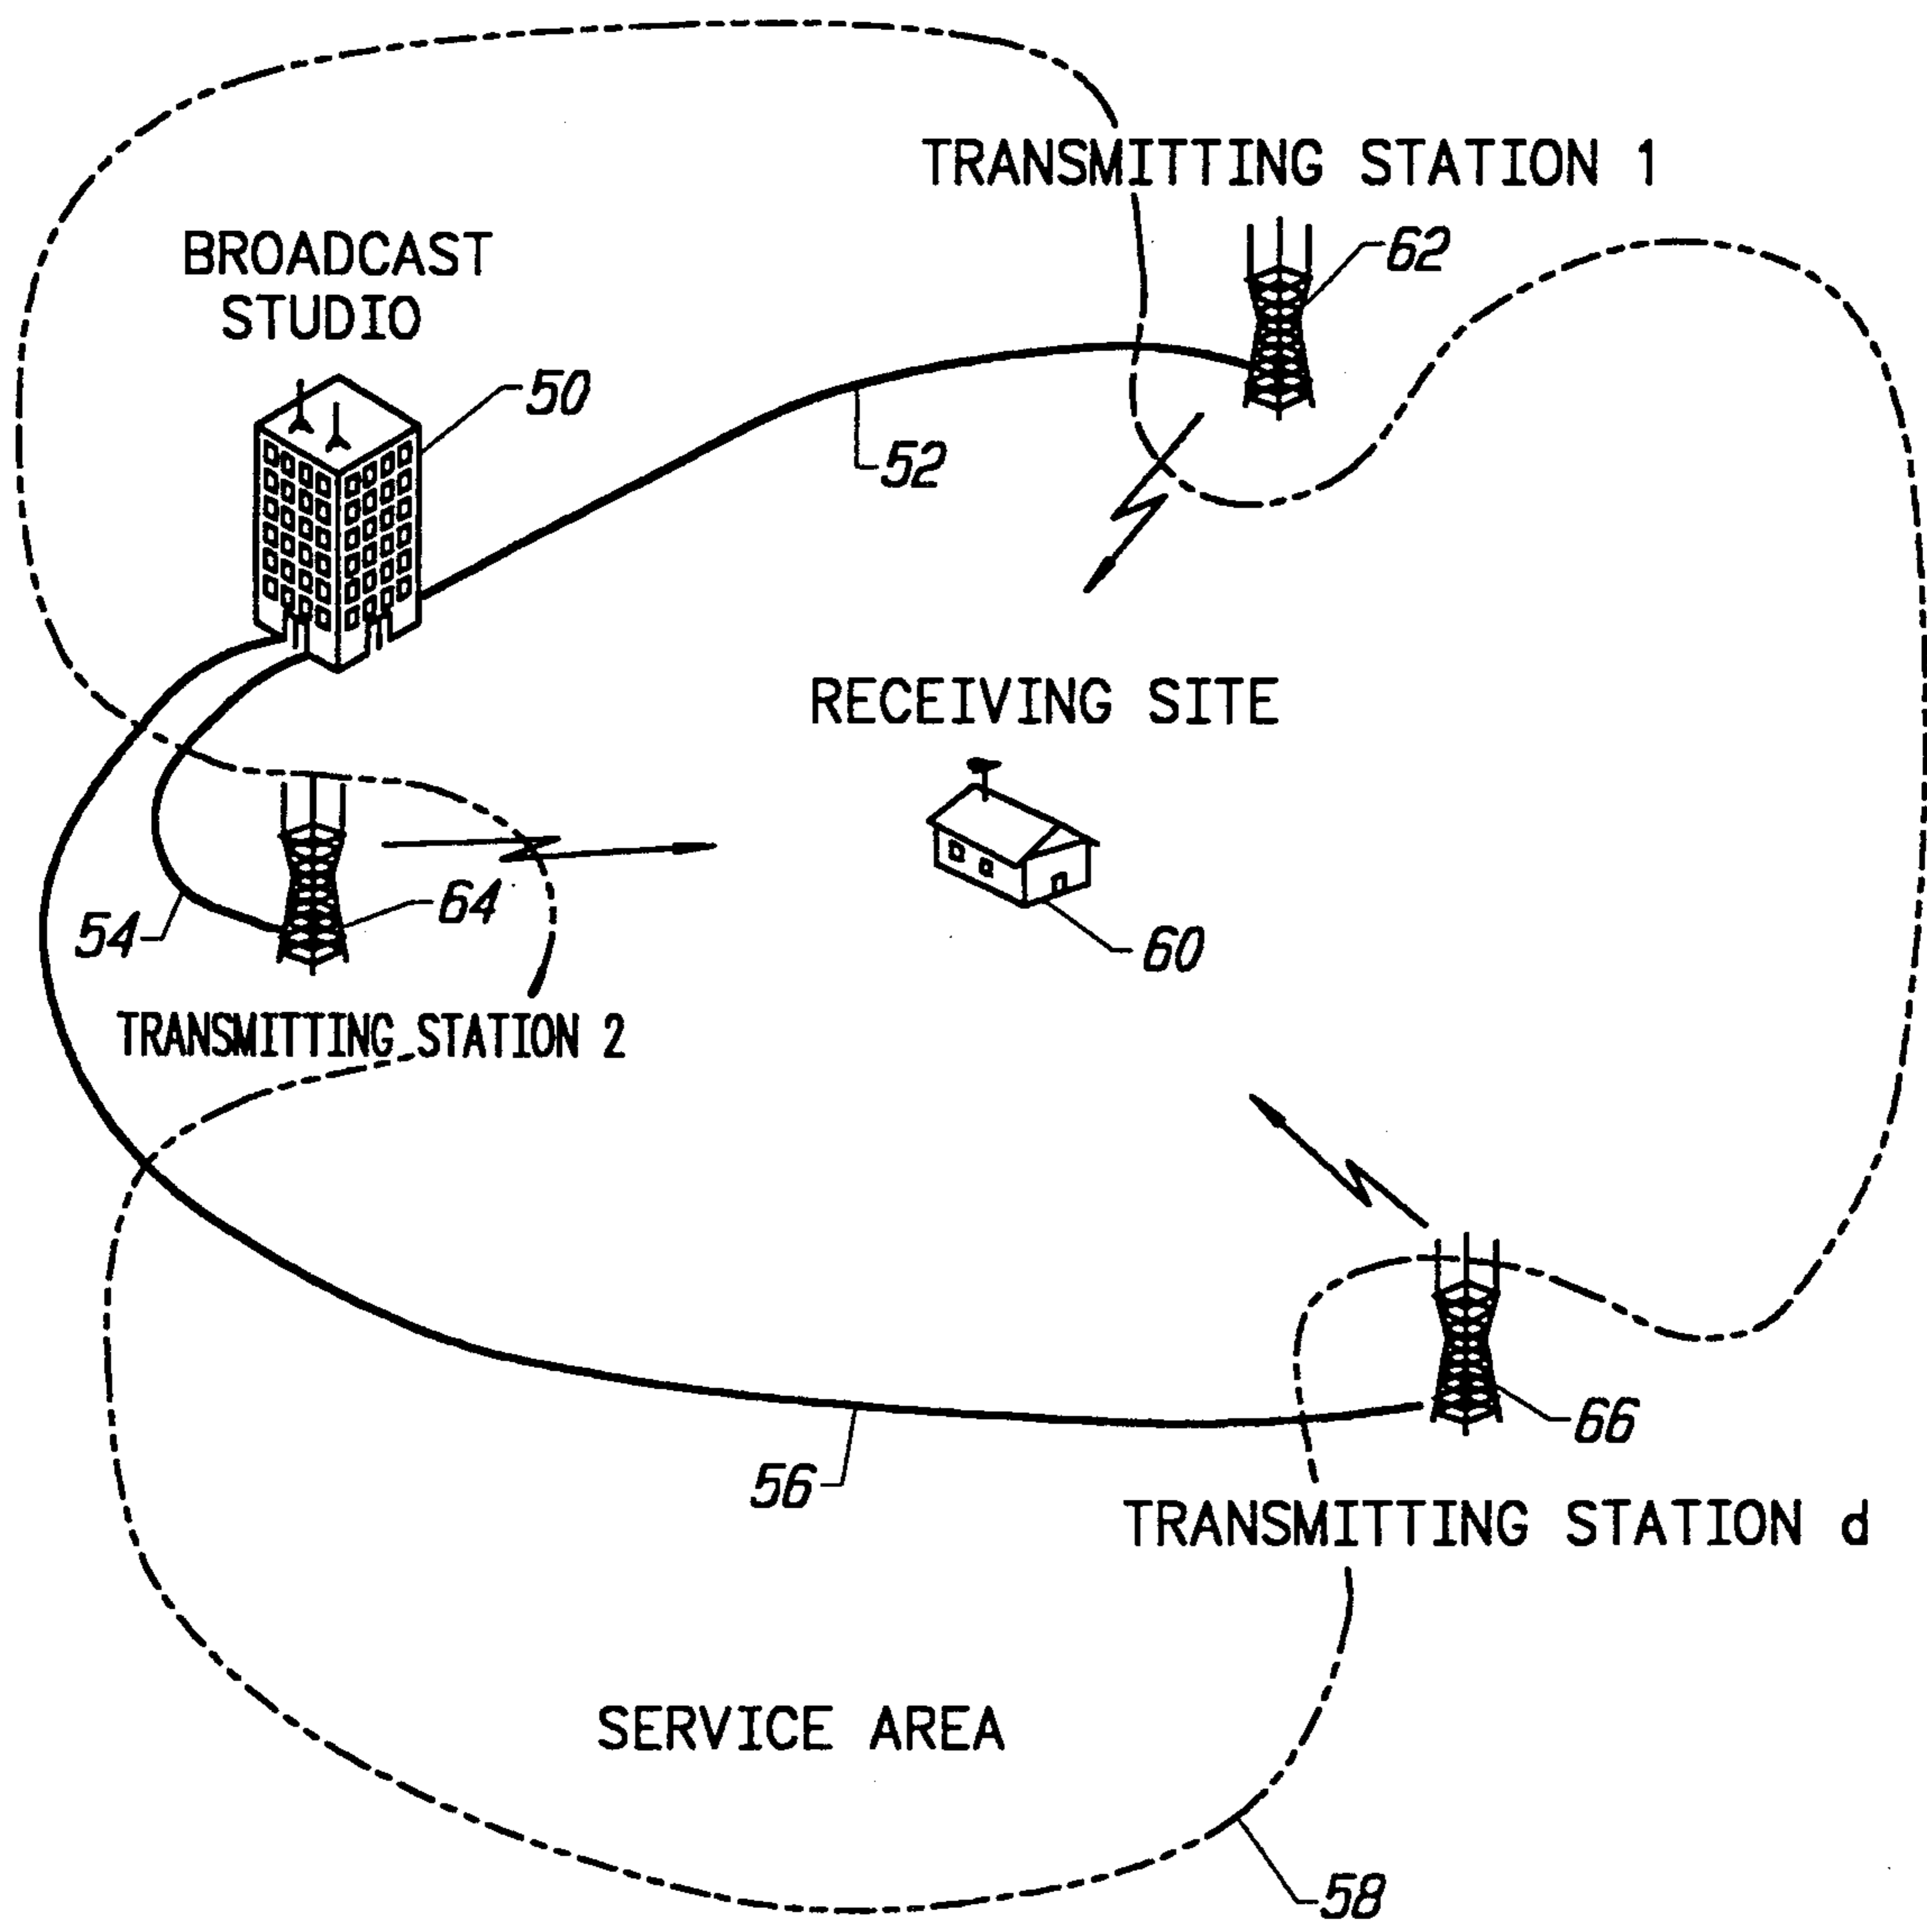 TRANSMITTING STATION 1
62
BROADCAST
STUDIO
50
52
RECEIVING SITE
64
54
60
TRANSMITTING STATION 2
66
56
TRANSMITTING STATION d
SERVICE AREA
58